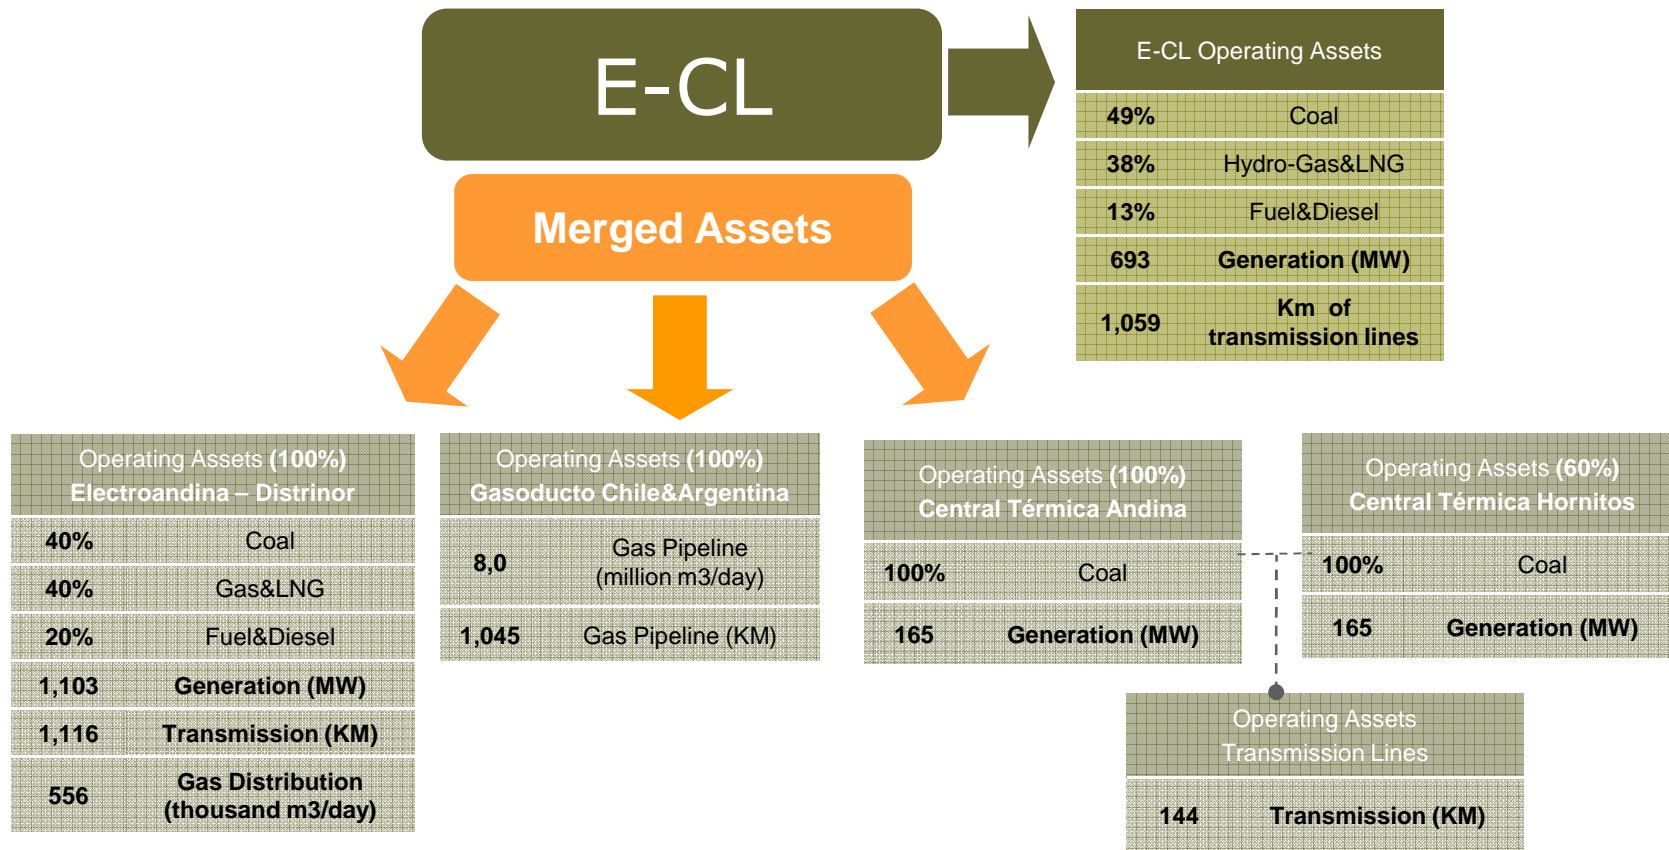 E-CL
E-CL Operating Assets
49% Coal
38% Hydro-Gas&LNG
13% Fuel&Diesel
693 Generation (MW)
1,059 Km of
transmission lines
Merged Assets
Operating Assets (100%)
Electroandina – Distrinor
40% Coal
40% Gas&LNG
20% Fuel&Diesel
1,103 Generation (MW)
1,116 Transmission (KM)
556 Gas Distribution
(thousand m3/day)
Operating Assets (100%)
Gasoducto Chile&Argentina
8,0 Gas Pipeline
(million m3/day)
1,045 Gas Pipeline (KM)
Operating Assets (100%)
Central Térmica Andina
100% Coal
165 Generation (MW)
Operating Assets (60%)
Central Térmica Hornitos
100% Coal
165 Generation (MW)
Operating Assets
Transmission Lines
144 Transmission (KM)